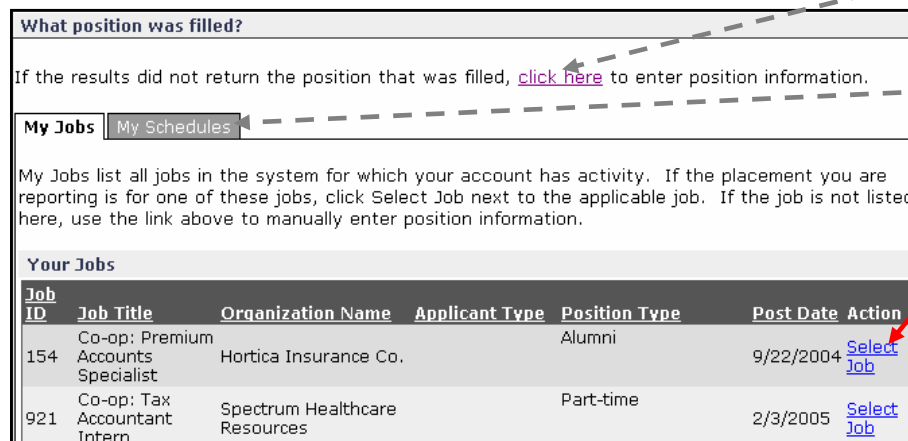 What position was filled?
If the results did not return the position that was filled, click here to enter position information.
My Jobs My Schedules
My Jobs list all jobs in the system for which your account has activity. If the placement you are
reporting is for one of these jobs, click Select Job next to the applicable job. If the job is not listed
here, use the link above to manually enter position information.
Your Jobs
Job
ID Job Title Organization Name Applicant Type Position Type Post Date Action
154 Co-op: Premium Accounts Specialist Hortica Insurance Co. Alumni 9/22/2004 Select Job
921 Co-op: Tax Accountant Intern Spectrum Healthcare Resources Part-time 2/3/2005 Select Job